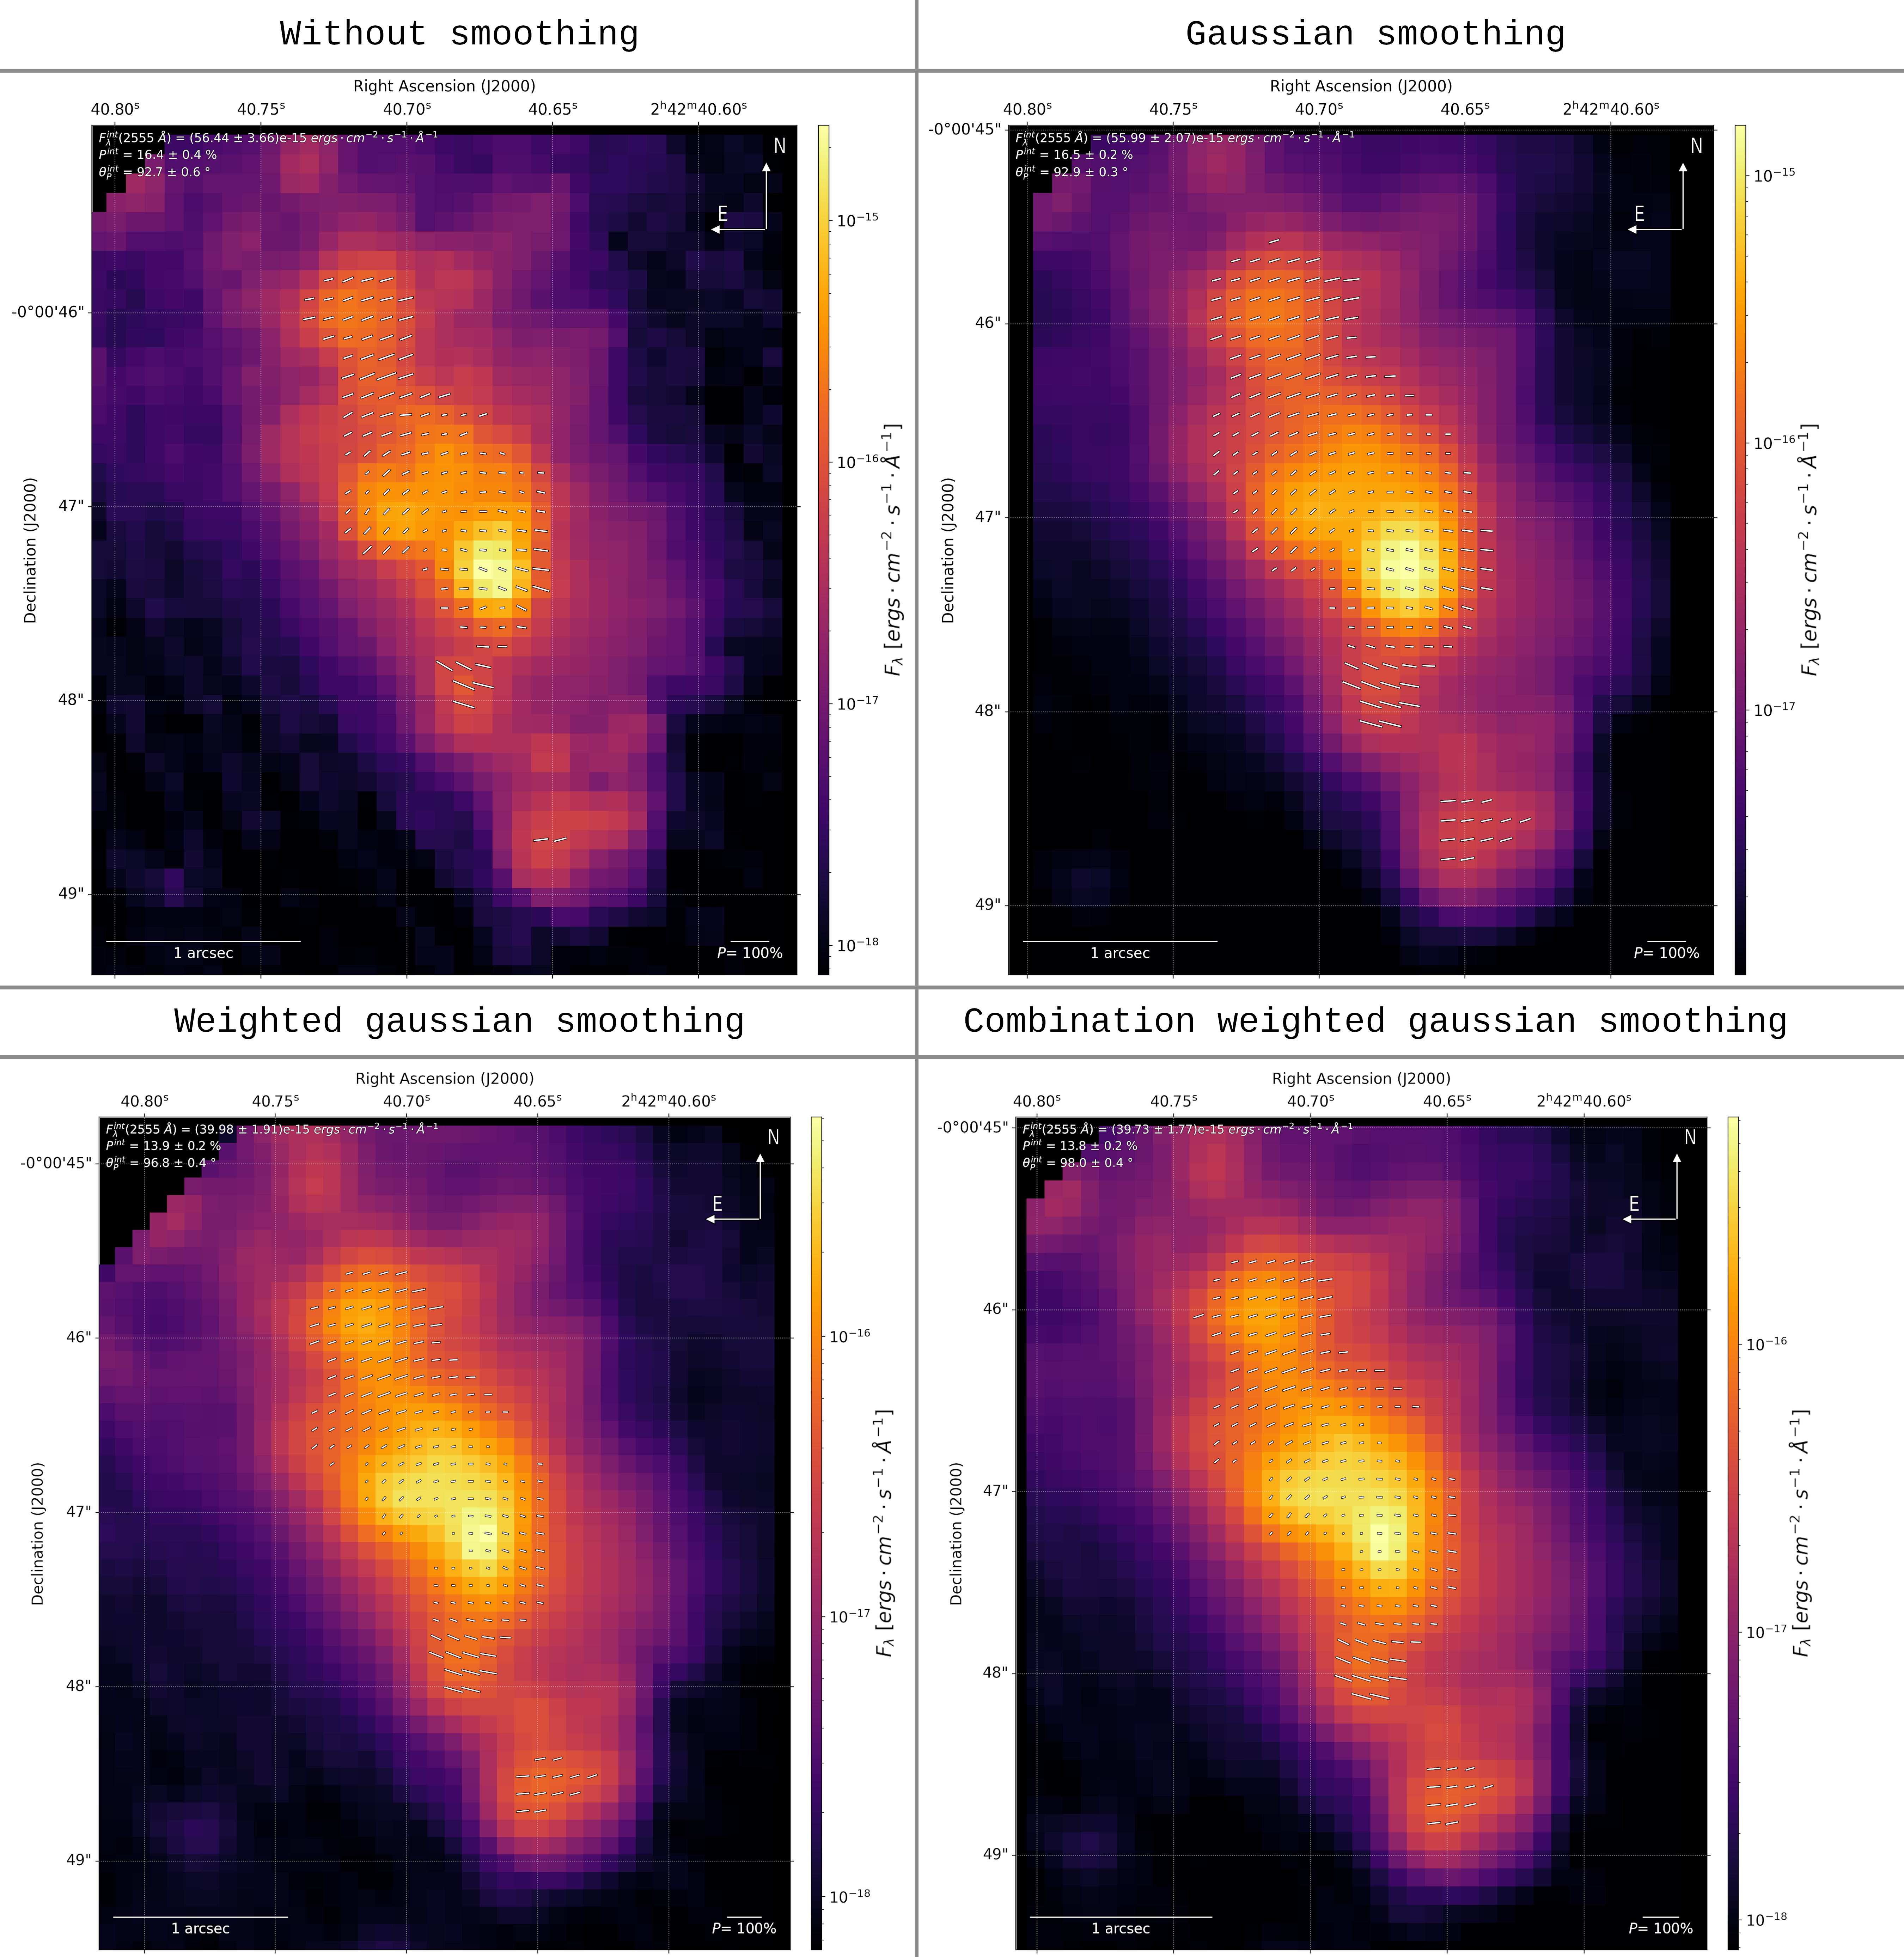 Without smoothing
Right Ascension (J2000)
40.80ˢ 40.75ˢ 40.70ˢ 40.65ˢ 2ʰ42ᵐ40.60ˢ
F_λ^int(2555 Å) = (56.44 ± 3.66)e-15 ergs · cm⁻² · s⁻¹ · Å⁻¹
P^int = 16.4 ± 0.4 %
θ_P^int = 92.7 ± 0.6 °
N
E
-0°00'46"
47"
48"
49"
Declination (J2000)
1 arcsec
P= 100%
10⁻¹⁵
10⁻¹⁶
10⁻¹⁷
10⁻¹⁸
F_λ [ergs · cm⁻² · s⁻¹ · Å⁻¹]
Gaussian smoothing
Right Ascension (J2000)
40.80ˢ 40.75ˢ 40.70ˢ 40.65ˢ 2ʰ42ᵐ40.60ˢ
F_λ^int(2555 Å) = (55.99 ± 2.07)e-15 ergs · cm⁻² · s⁻¹ · Å⁻¹
P^int = 16.5 ± 0.2 %
θ_P^int = 92.9 ± 0.3 °
N
E
-0°00'45"
46"
47"
48"
49"
Declination (J2000)
1 arcsec
P= 100%
10⁻¹⁵
10⁻¹⁶
10⁻¹⁷
F_λ [ergs · cm⁻² · s⁻¹ · Å⁻¹]
Weighted gaussian smoothing
Right Ascension (J2000)
40.80ˢ 40.75ˢ 40.70ˢ 40.65ˢ 2ʰ42ᵐ40.60ˢ
F_λ^int(2555 Å) = (39.98 ± 1.91)e-15 ergs · cm⁻² · s⁻¹ · Å⁻¹
P^int = 13.9 ± 0.2 %
θ_P^int = 96.8 ± 0.4 °
N
E
-0°00'45"
46"
47"
48"
49"
Declination (J2000)
1 arcsec
P= 100%
10⁻¹⁶
10⁻¹⁷
10⁻¹⁸
F_λ [ergs · cm⁻² · s⁻¹ · Å⁻¹]
Combination weighted gaussian smoothing
Right Ascension (J2000)
40.80ˢ 40.75ˢ 40.70ˢ 40.65ˢ 2ʰ42ᵐ40.60ˢ
F_λ^int(2555 Å) = (39.73 ± 1.77)e-15 ergs · cm⁻² · s⁻¹ · Å⁻¹
P^int = 13.8 ± 0.2 %
θ_P^int = 98.0 ± 0.4 °
N
E
-0°00'45"
46"
47"
48"
49"
Declination (J2000)
1 arcsec
P= 100%
10⁻¹⁶
10⁻¹⁷
10⁻¹⁸
F_λ [ergs · cm⁻² · s⁻¹ · Å⁻¹]